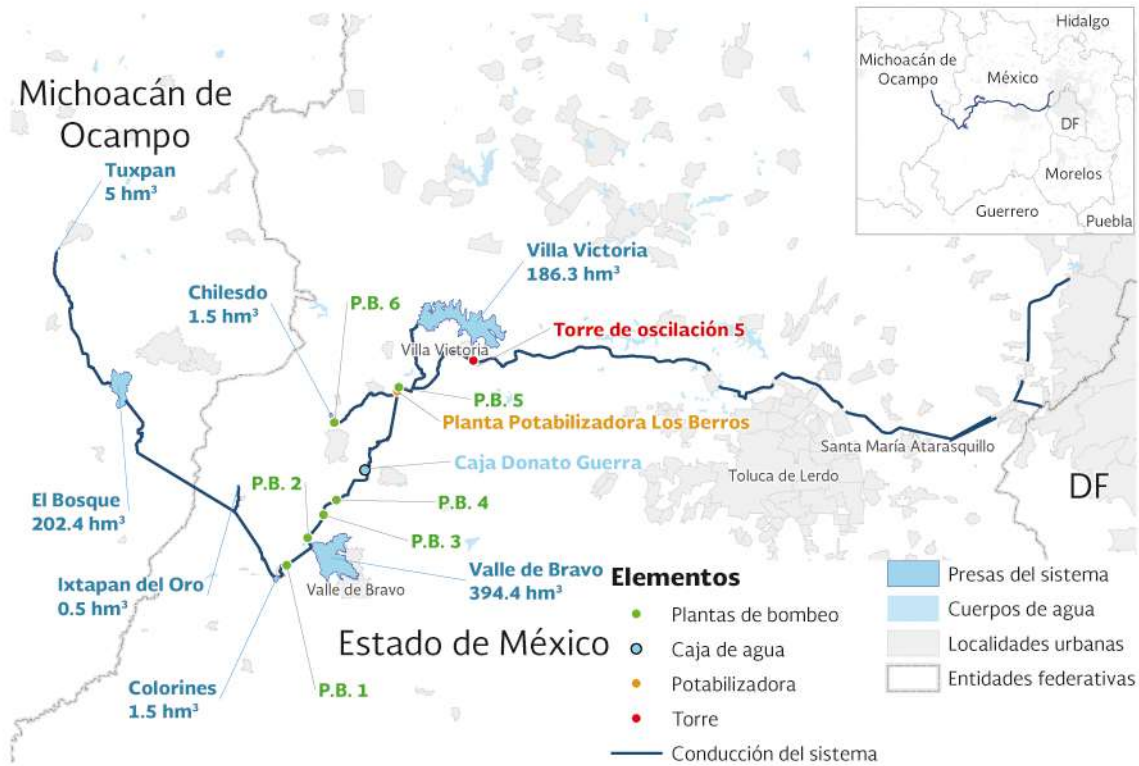 Michoacán de
Ocampo
Tuxpan
5 hm³
Chilesdo
1.5 hm³
P.B. 6
Villa Victoria
186.3 hm³
Villa Victoria
Torre de oscilación 5
P.B. 5
Planta Potabilizadora Los Berros
Caja Donato Guerra
P.B. 2
P.B. 4
P.B. 3
El Bosque
202.4 hm³
Ixtapan del Oro
0.5 hm³
Valle de Bravo
Valle de Bravo
394.4 hm³
Colorines
1.5 hm³
P.B. 1
Estado de México
Santa María Atarasquillo
Toluca de Lerdo
DF
Hidalgo
Michoacán de
Ocampo
México
DF
Morelos
Guerrero
Puebla
Elementos
Plantas de bombeo
Caja de agua
Potabilizadora
Torre
Conducción del sistema
Presas del sistema
Cuerpos de agua
Localidades urbanas
Entidades federativas